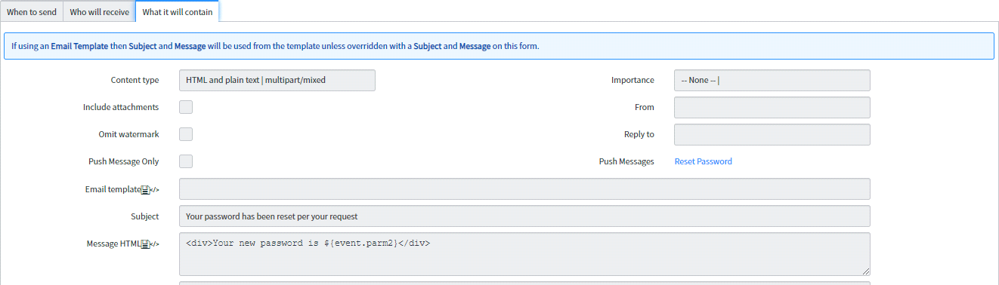 When to send Who will receive What it will contain
If using an Email Template then Subject and Message will be used from the template unless overridden with a Subject and Message on this form.
Content type HTML and plain text | multipart/mixed Importance -- None -- |
Include attachments From
Omit watermark Reply to
Push Message Only Push Messages Reset Password
Email template </>
Subject Your password has been reset per your request
Message HTML </> <div>Your new password is ${event.parm2}</div>